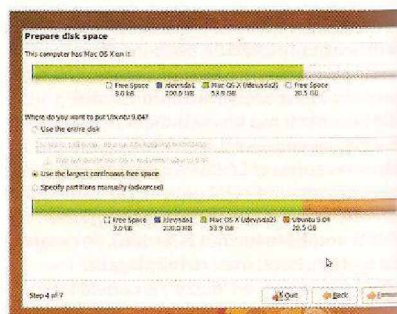 Prepare disk space
This computer has Mac OS X on it.
Free Space /dev/sda1 Mac OS X (/dev/sda2) Free Space
3.0 kB 200.0 MB 53.9 GB 20.5 GB
Where do you want to put Ubuntu 9.04?
Use the entire disk
Use the largest continuous free space
Specify partitions manually (advanced)
Free Space /dev/sda1 Mac OS X (/dev/sda2) Ubuntu 9.04
3.0 kB 200.0 MB 53.9 GB 20.5 GB
Step 4 of 7
Quit Back